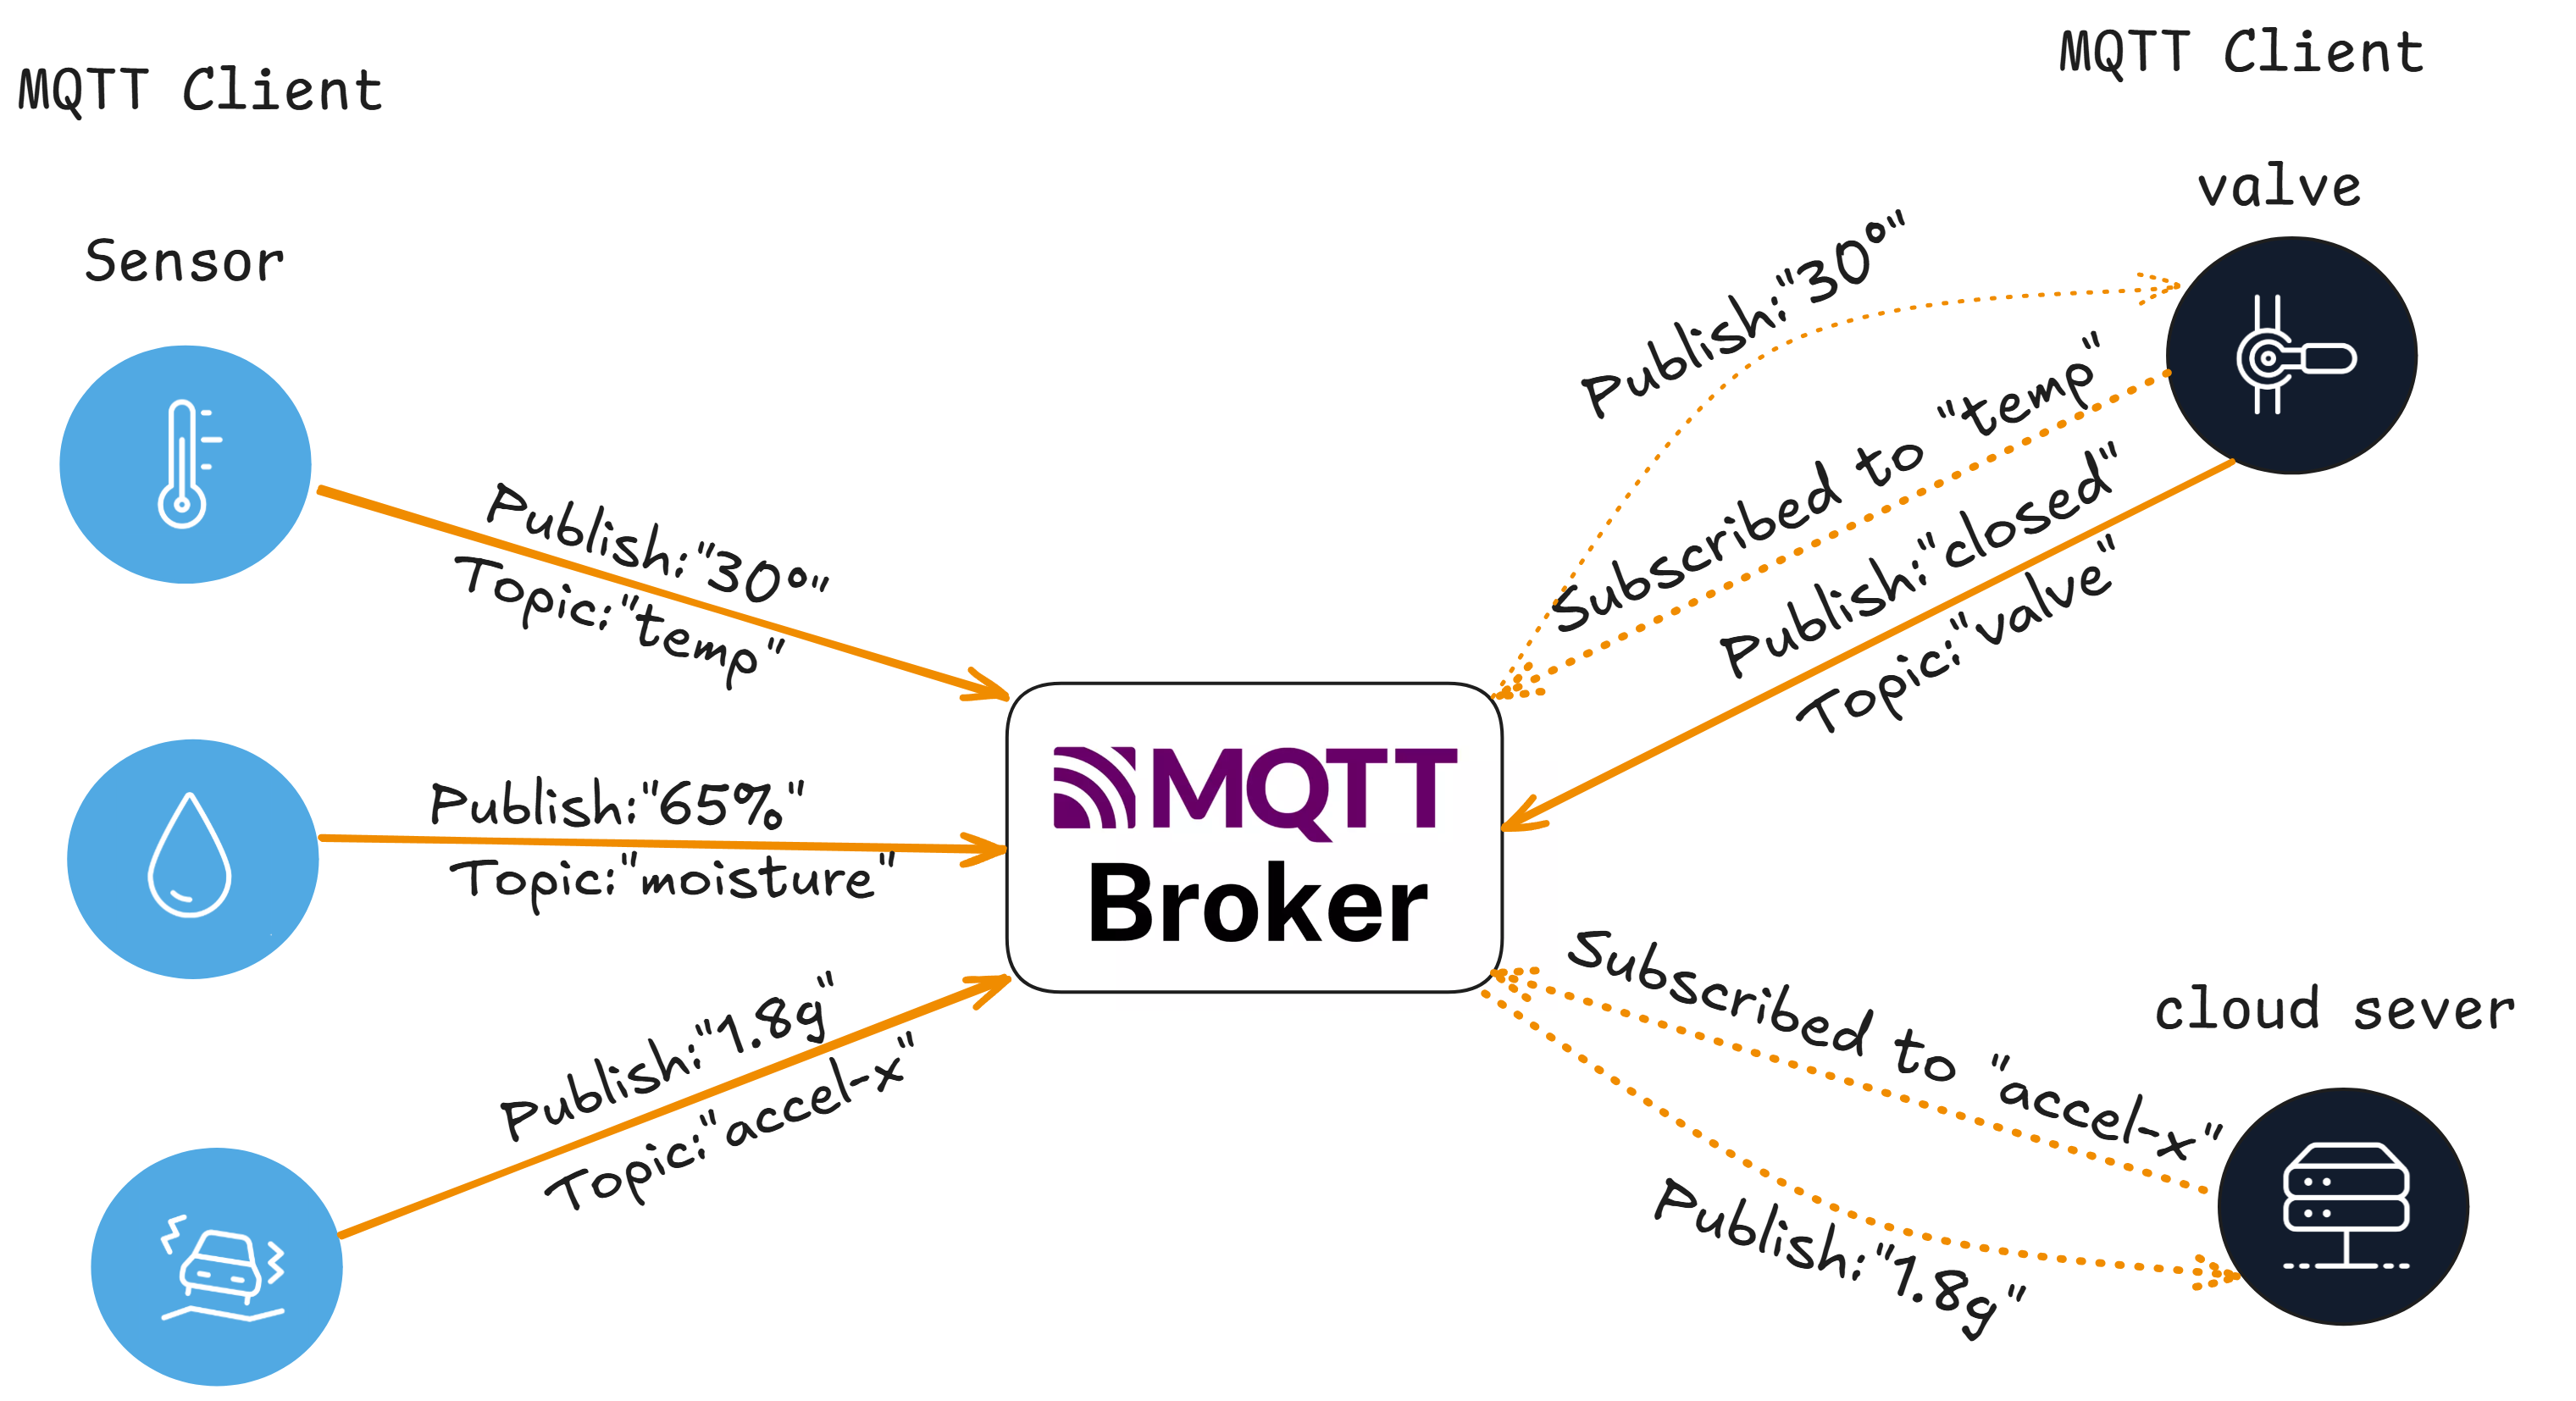 MQTT Client
MQTT Client
valve
Sensor
Publish:"30°"
Subscribed to "temp"
Publish:"closed"
Topic:"valve"
Publish:"30°"
Topic:"temp"
Publish:"65%"
Topic:"moisture"
MQTT
Broker
Publish:"1.8g"
Topic:"accel-x"
Subscribed to "accel-x"
cloud sever
Publish:"1.8g"